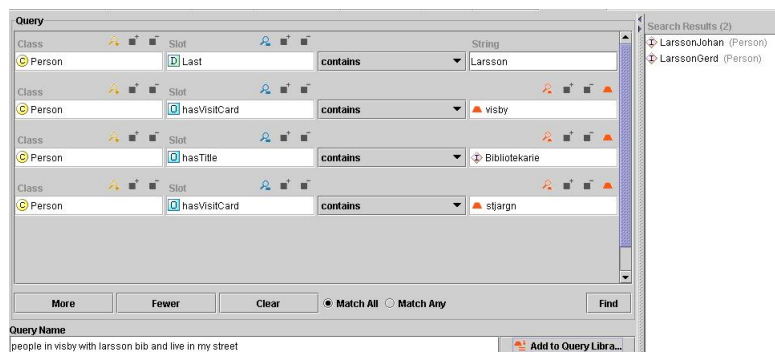 Query
Search Results (2)
Class Slot String
C Person D Last contains Larsson
I LarssonJohan (Person)
I LarssonGerd (Person)
Class Slot
C Person O hasVisitCard contains visby
Class Slot
C Person O hasTitle contains I Bibliotekarie
Class Slot
C Person O hasVisitCard contains stjargn
More Fewer Clear Match All Match Any Find
Query Name
people in visby with larsson bib and live in my street Add to Query Libra...